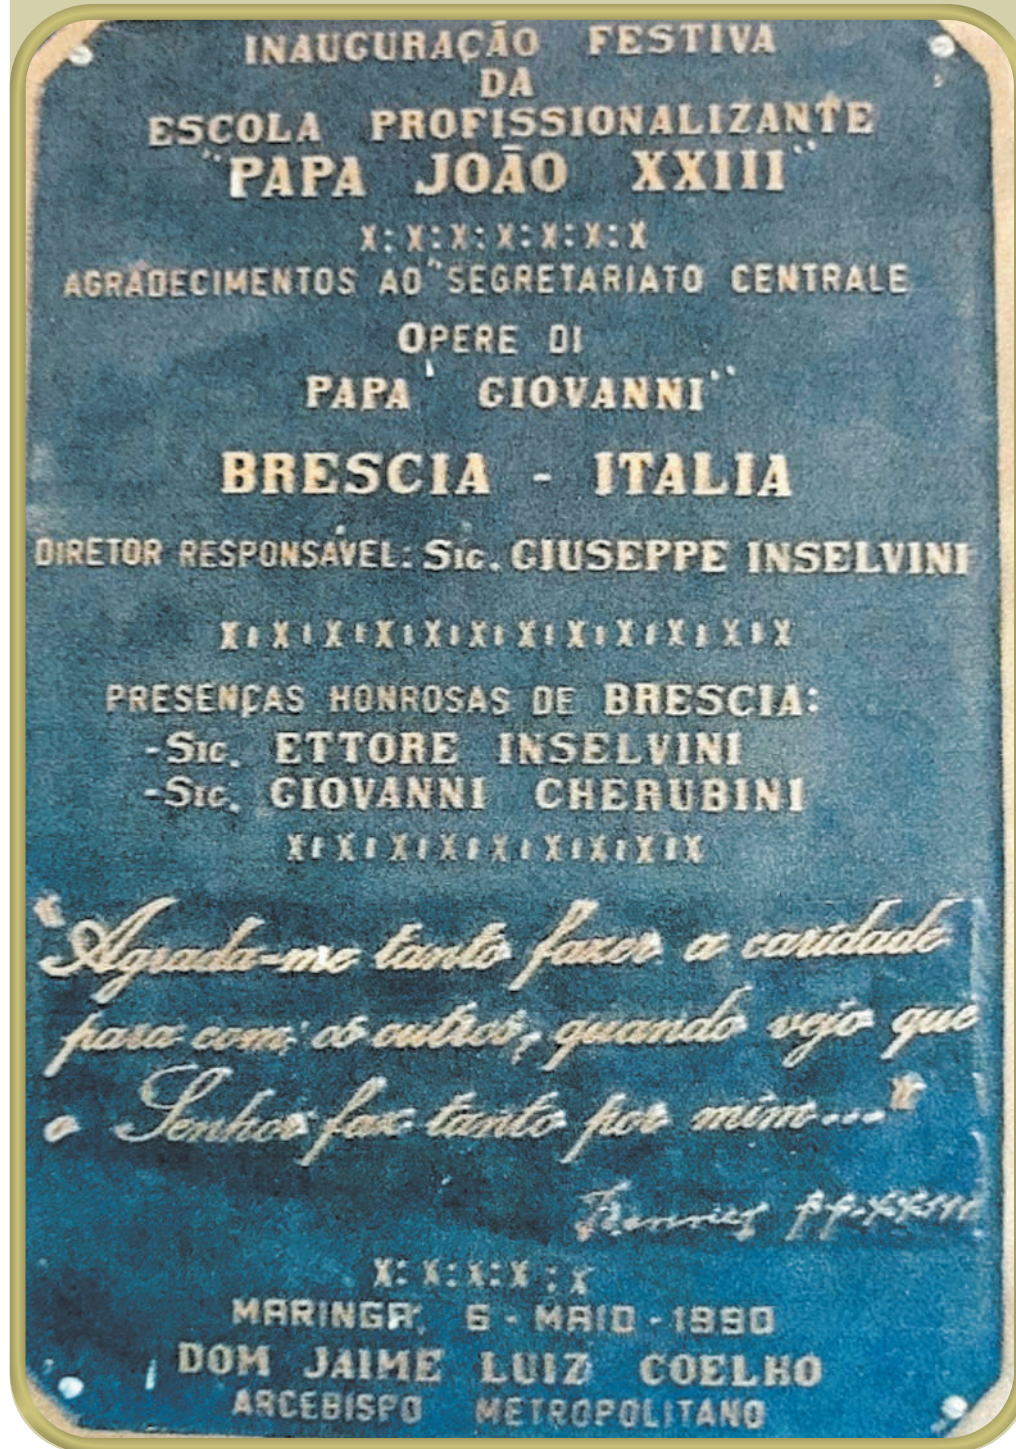 INAUGURAÇÃO FESTIVA
DA
ESCOLA PROFISSIONALIZANTE
"PAPA JOÃO XXIII"
X:X:X:X:X:X:X
AGRADECIMENTOS AO "SEGRETARIATO CENTRALE
OPERE DI
PAPA GIOVANNI"
BRESCIA - ITALIA
DIRETOR RESPONSÁVEL: SIG. GIUSEPPE INSELVINI
X:X:X:X:X:X:X:X:X:X:X:X
PRESENÇAS HONROSAS DE BRESCIA:
-SIG. ETTORE INSELVINI
-SIG. GIOVANNI CHERUBINI
X:X:X:X:X:X:X:X:X
"Agrada-me tanto fazer a caridade
para com os outros, quando vejo que
o Senhor faz tanto por mim..."
XXIII
X:X:X:X:X
MARINGÁ, 6-MAIO-1990
DOM JAIME LUIZ COELHO
ARCEBISPO METROPOLITANO